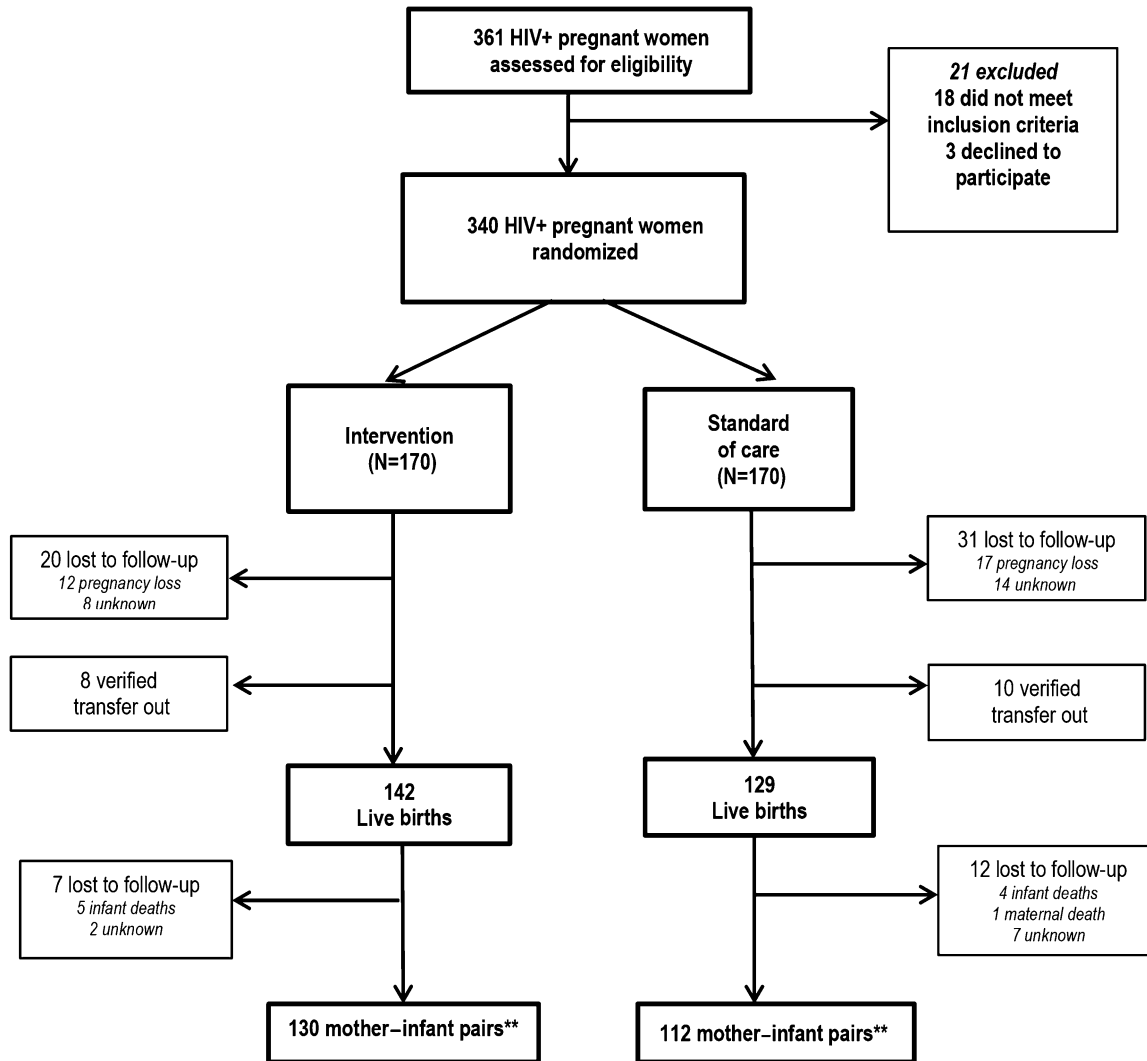 361 HIV+ pregnant women
assessed for eligibility
21 excluded
18 did not meet
inclusion criteria
3 declined to
participate
340 HIV+ pregnant women
randomized
Intervention
(N=170)
Standard
of care
(N=170)
20 lost to follow-up
12 pregnancy loss
8 unknown
31 lost to follow-up
17 pregnancy loss
14 unknown
8 verified
transfer out
10 verified
transfer out
142
Live births
129
Live births
7 lost to follow-up
5 infant deaths
2 unknown
12 lost to follow-up
4 infant deaths
1 maternal death
7 unknown
130 mother–infant pairs**
112 mother–infant pairs**